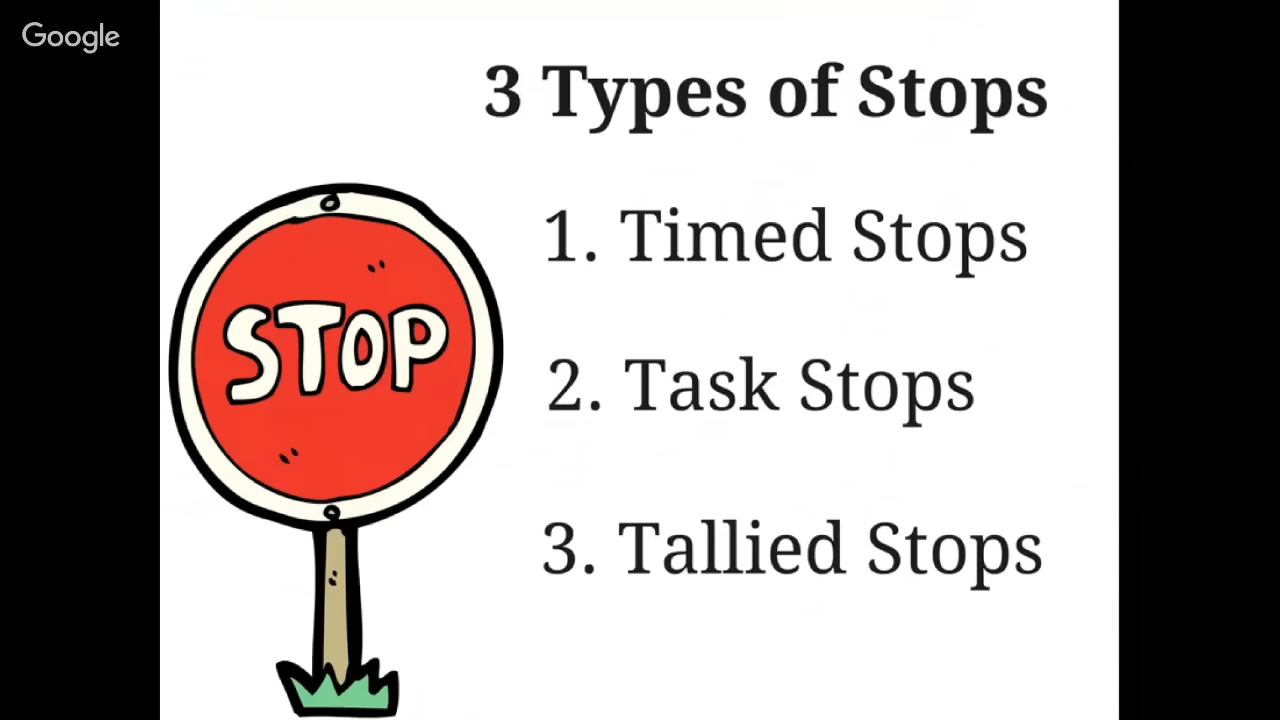 Google
3 Types of Stops
1. Timed Stops
STOP
2. Task Stops
3. Tallied Stops